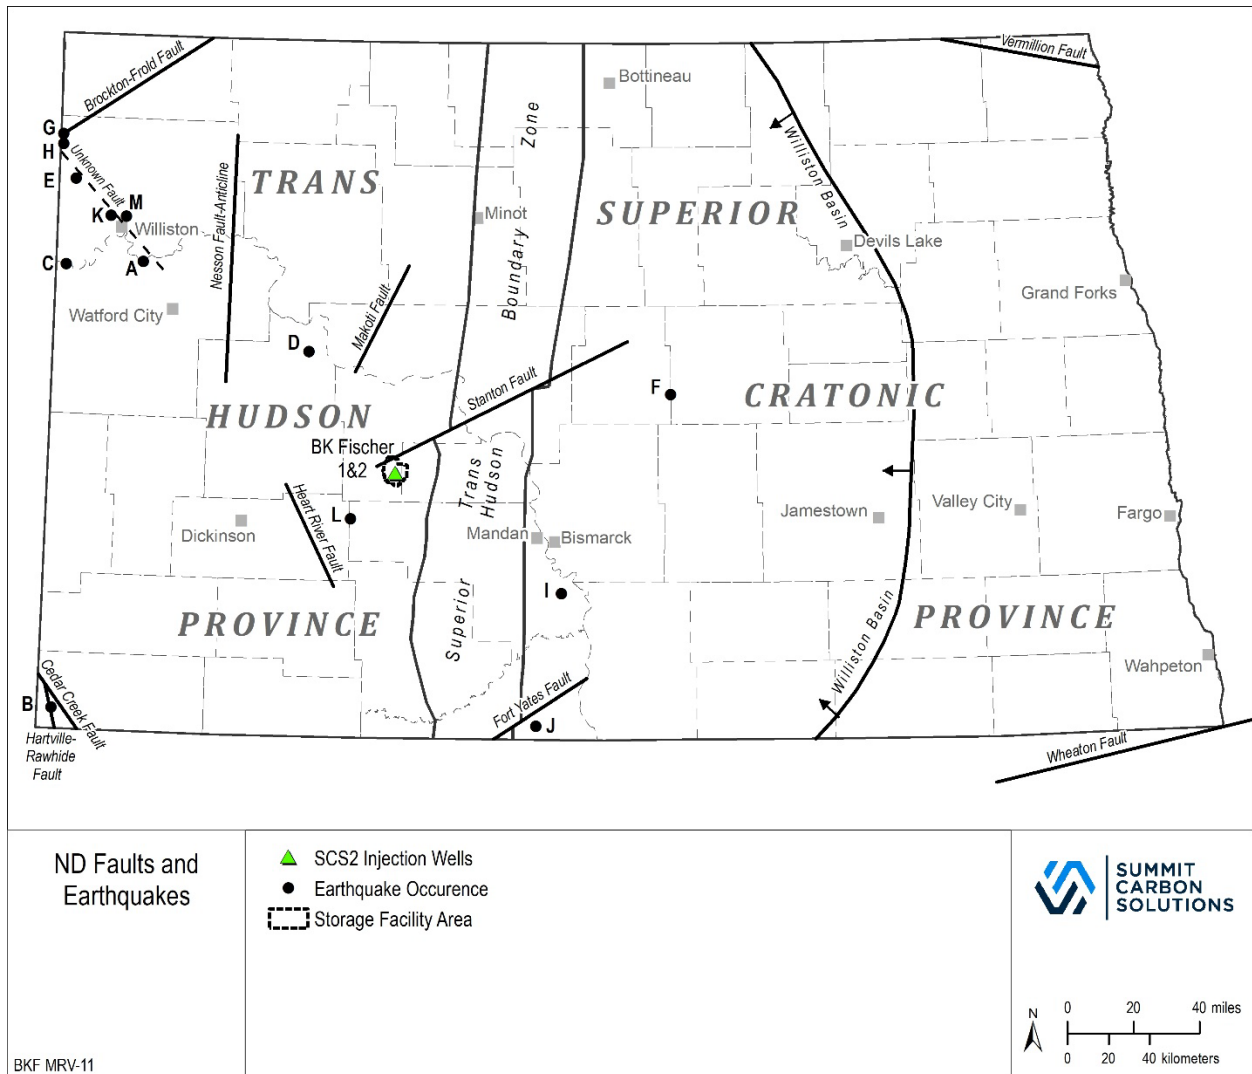 Brockton-Frold Fault
Vermillion Fault
Bottineau
G
H
Unknown Fault
Zone
Williston Basin
E
TRANS
K
M
Williston
Nesson Fault-Anticline
Minot
SUPERIOR
Boundary
Devils Lake
C
A
Grand Forks
Watford City
Makoti Fault
D
Stanton Fault
F
HUDSON
CRATONIC
BK Fischer
1&2
Trans
Hudson
Heart River Fault
L
Dickinson
Mandan
Bismarck
Jamestown
Valley City
Fargo
I
PROVINCE
Superior
PROVINCE
Williston Basin
Wahpeton
Cedar Creek Fault
B
Fort Yates Fault
J
Hartville-
Rawhide
Fault
Wheaton Fault
ND Faults and
Earthquakes
BKF MRV-11
SCS2 Injection Wells
Earthquake Occurence
Storage Facility Area
SUMMIT
CARBON
SOLUTIONS
N
0 20 40 miles
0 20 40 kilometers